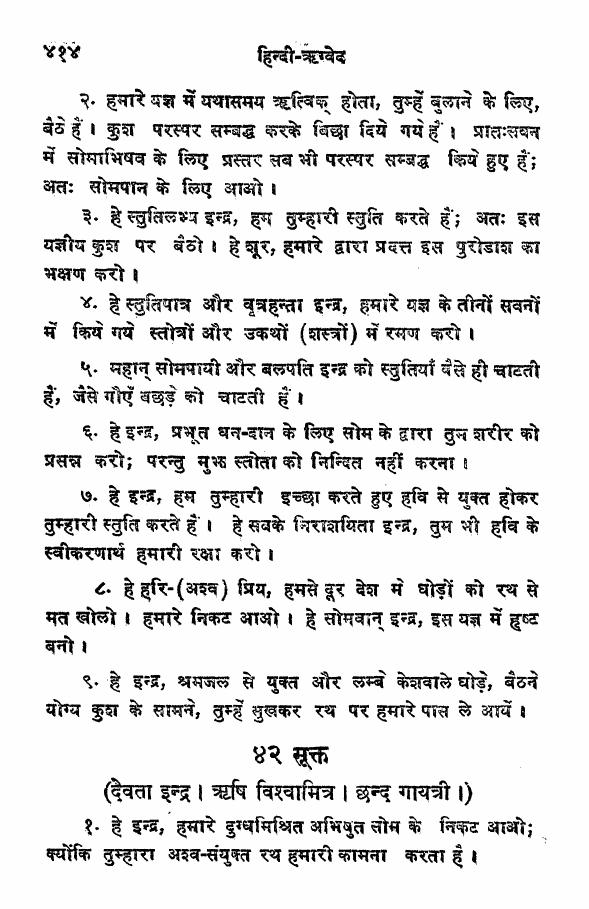 ४१४
हिन्दी-ऋग्वेद
२. हमारे यज्ञ में यथासमय ऋत्विक् होता, तुम्हें बुलाने के लिए,
बैठे हैं। कुश परस्पर सम्बद्ध करके बिछा दिये गये हैं। प्रातःसवन
में सोमाभिषव के लिए प्रस्तर सब भी परस्पर सम्बद्ध किये हुए हैं;
अतः सोमपान के लिए आओ।
३. हे स्तुतिलभ्य इन्द्र, हम तुम्हारी स्तुति करते हैं; अतः इस
यज्ञीय कुश पर बैठो। हे शूर, हमारे द्वारा प्रदत्त इस पुरोडाश का
भक्षण करो।
४. हे स्तुतिपात्र और वृत्रहन्ता इन्द्र, हमारे यज्ञ के तीनों सवनों
में किये गये स्तोत्रों और उकथों (शस्त्रों) में रमण करो।
५. महान् सोमपायी और बलपति इन्द्र को स्तुतियाँ वैसे ही चाटती
हैं, जैसे गौएँ बछड़े को चाटती हैं।
६. हे इन्द्र, प्रभूत धन-दान के लिए सोम के द्वारा तुम शरीर को
प्रसन्न करो; परन्तु मुझ स्तोता को निन्दित नहीं करना।
७. हे इन्द्र, हम तुम्हारी इच्छा करते हुए हवि से युक्त होकर
तुम्हारी स्तुति करते हैं। हे सबके निराशयिता इन्द्र, तुम भी हवि के
स्वीकरणार्थ हमारी रक्षा करो।
८. हे हरि-(अश्व) प्रिय, हमसे दूर देश मे घोड़ों को रथ से
मत खोलो। हमारे निकट आओ। हे सोमवान् इन्द्र, इस यज्ञ में हृष्ट
बनो।
९. हे इन्द्र, श्रमजल से युक्त और लम्बे केशवाले घोड़े, बैठने
योग्य कुश के सामने, तुम्हें सुखकर रथ पर हमारे पास ले आयें।
४२ सूक्त
(देवता इन्द्र। ऋषि विश्वामित्र। छन्द गायत्री।)
१. हे इन्द्र, हमारे दुग्धमिश्रित अभिषुत सोम के निकट आओ;
क्योंकि तुम्हारा अश्व-संयुक्त रथ हमारी कामना करता है।